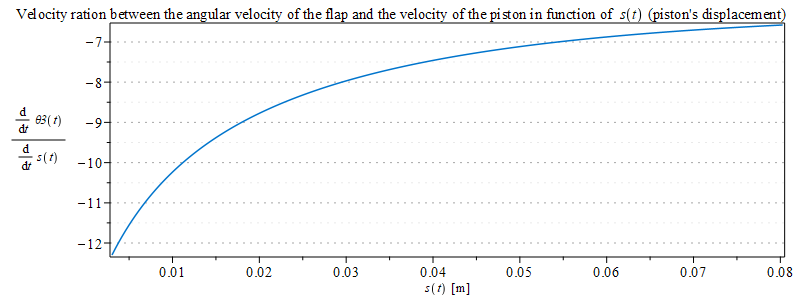 Velocity ration between the angular velocity of the flap and the velocity of the piston in function of s(t) (piston's displacement)
−7
−8
d/dt θ3(t)
−9
d/dt s(t)
−10
−11
−12
0.01 0.02 0.03 0.04 0.05 0.06 0.07 0.08
s(t) [m]